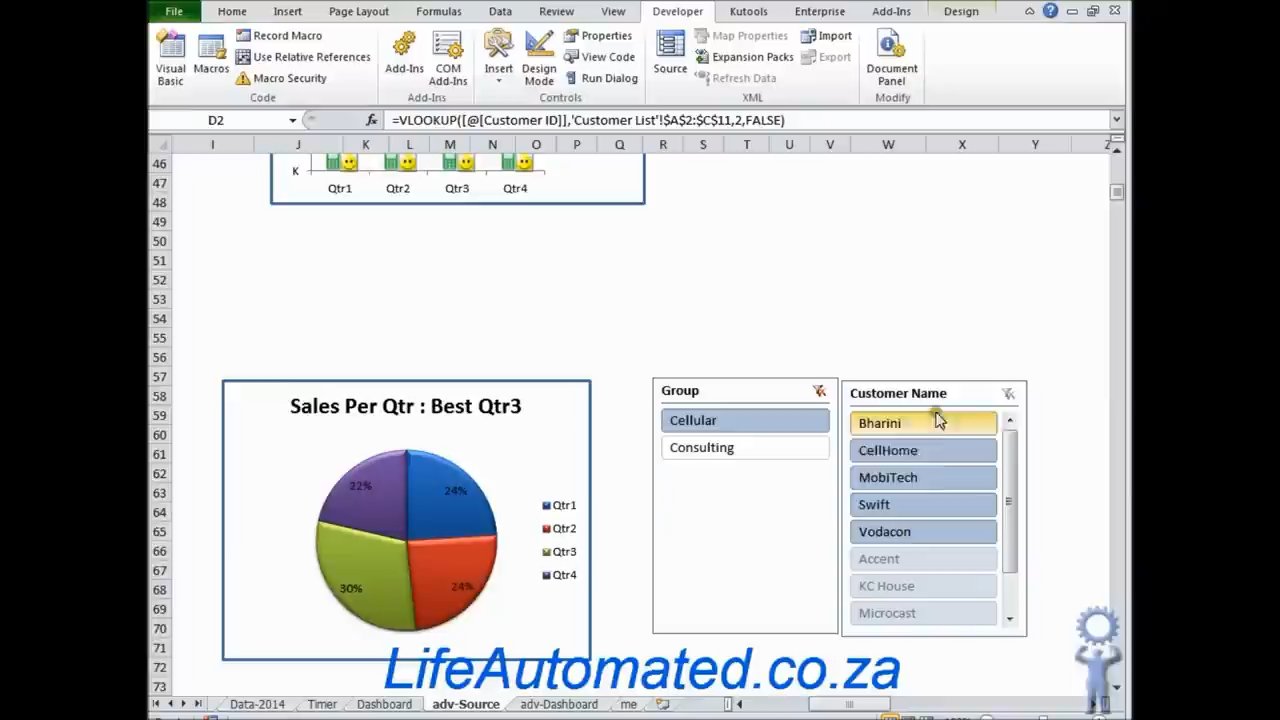 File Home Insert Page Layout Formulas Data Review View Developer Kutools Enterprise Add-Ins Design
Visual Basic
Macros
Record Macro
Use Relative References
Macro Security
Code
Add-Ins
COM Add-Ins
Add-Ins
Insert
Design Mode
Properties
View Code
Run Dialog
Controls
Source
Map Properties
Expansion Packs
Refresh Data
Import
Export
XML
Document Panel
Modify
D2 fx =VLOOKUP([@[Customer ID]],'Customer List'!$A$2:$C$11,2,FALSE)
I J K L M N O P Q R S T U V W X Y Z
46
47
48
49
50
51
52
53
54
55
56
57
58
59
60
61
62
63
64
65
66
67
68
69
70
71
72
73
K
Qtr1 Qtr2 Qtr3 Qtr4
Sales Per Qtr : Best Qtr3
22%
24%
30%
24%
Qtr1
Qtr2
Qtr3
Qtr4
Group
Cellular
Consulting
Customer Name
Bharini
CellHome
MobiTech
Swift
Vodacon
Accent
KC House
Microcast
LifeAutomated.co.za
Data-2014 Timer Dashboard adv-Source adv-Dashboard me